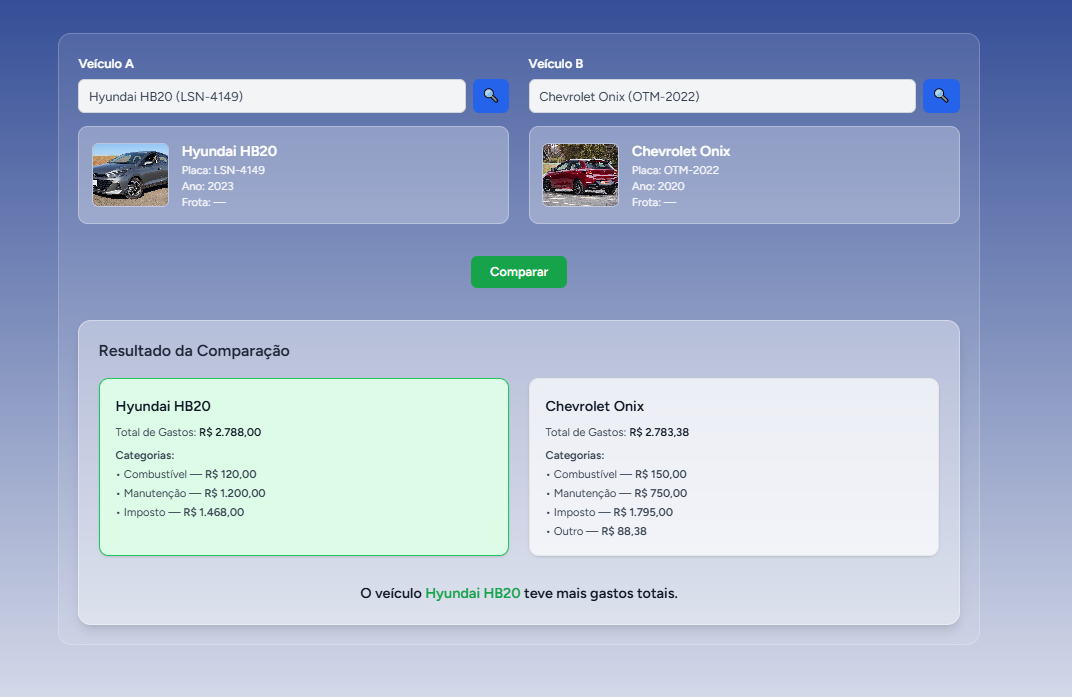 Veículo A
Hyundai HB20 (LSN-4149)
Veículo B
Chevrolet Onix (OTM-2022)
Hyundai HB20
Placa: LSN-4149
Ano: 2023
Frota: —
Chevrolet Onix
Placa: OTM-2022
Ano: 2020
Frota: —
Comparar
Resultado da Comparação
Hyundai HB20
Total de Gastos: R$ 2.788,00
Categorias:
• Combustível — R$ 120,00
• Manutenção — R$ 1.200,00
• Imposto — R$ 1.468,00
Chevrolet Onix
Total de Gastos: R$ 2.783,38
Categorias:
• Combustível — R$ 150,00
• Manutenção — R$ 750,00
• Imposto — R$ 1.795,00
• Outro — R$ 88,38
O veículo Hyundai HB20 teve mais gastos totais.